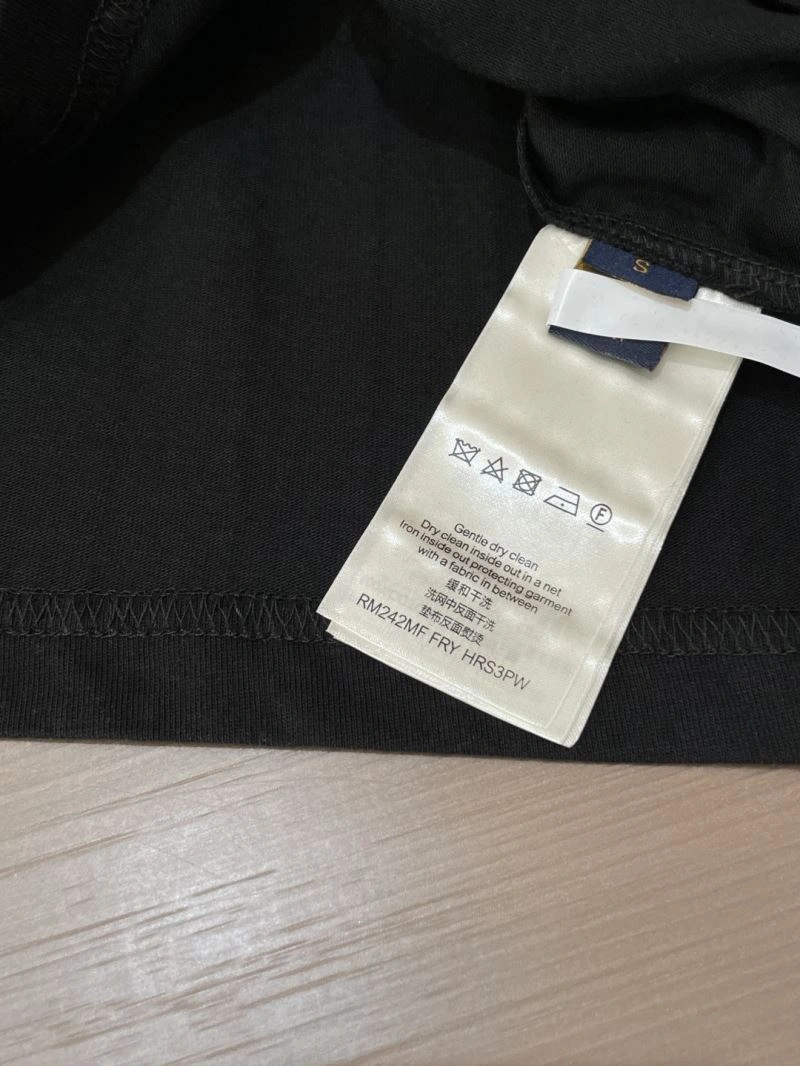 S
F
Gentle dry clean
Dry clean inside out in a net
Iron inside out protecting garment
with a fabric in between
缓和干洗
洗网中反面干洗
垫布反面熨烫
RM242MF FRY HRS3PW